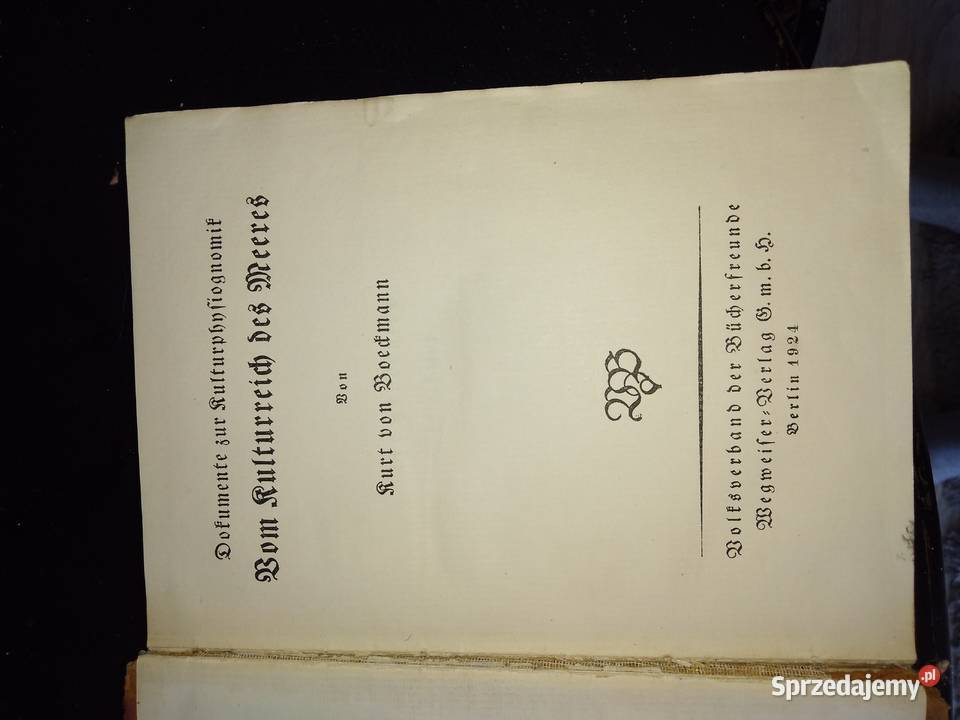 Dokumente zur Kulturphysiognomik
Vom Kulturreich des Meeres
Von
Kurt von Boeckmann
VVB
Volksverband der Bücherfreunde
Wegweiser-Verlag G.m.b.H.
Berlin 1924
Sprzedajemy.pl